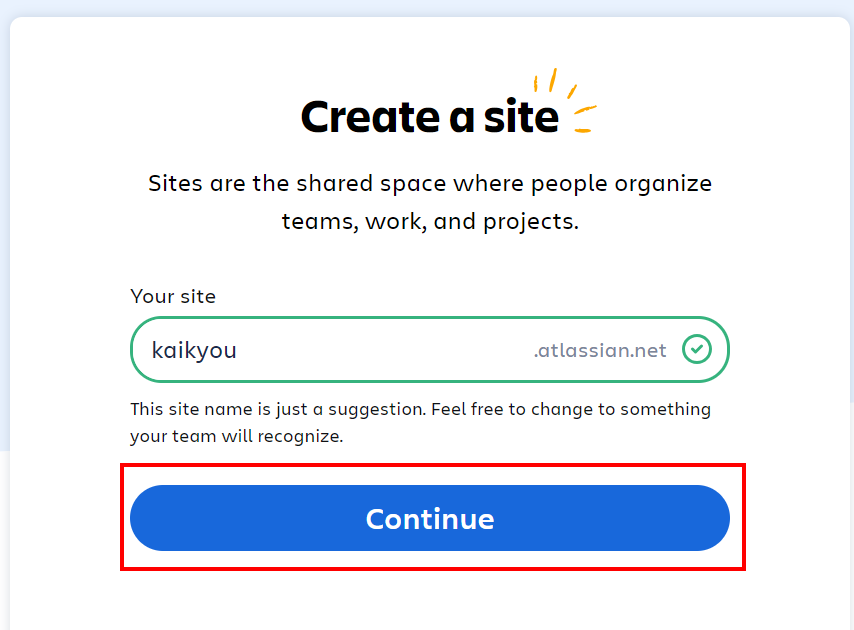 Create a site
Sites are the shared space where people organize
teams, work, and projects.
Your site
kaikyou .atlassian.net
This site name is just a suggestion. Feel free to change to something
your team will recognize.
Continue